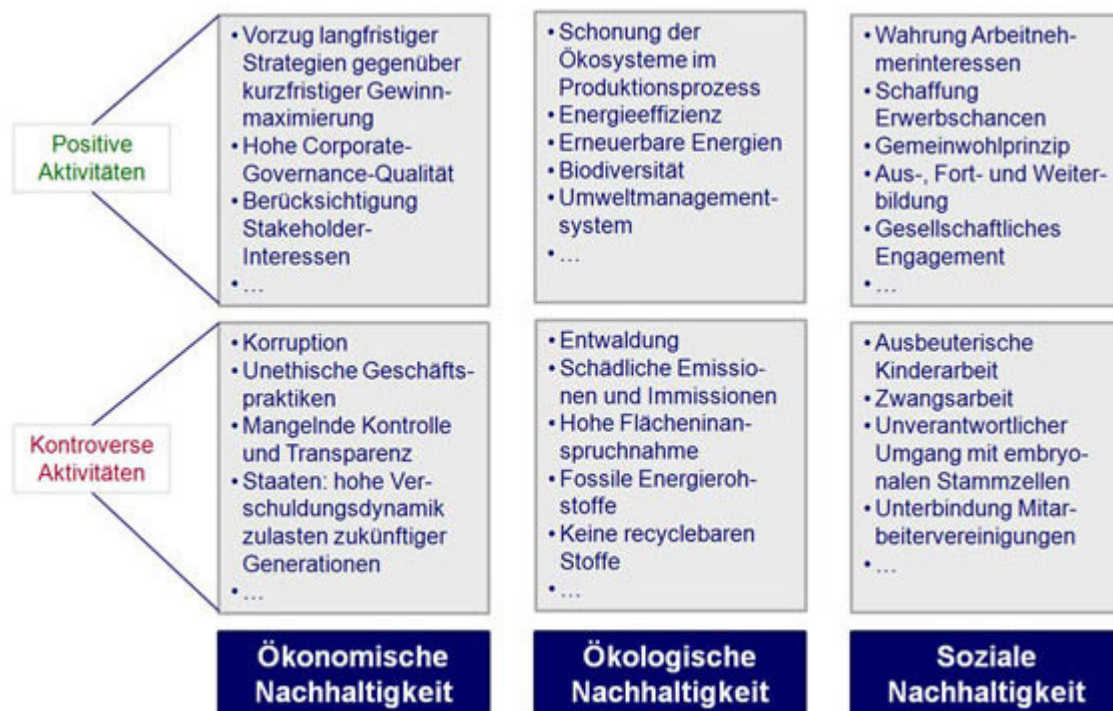 Positive
Aktivitäten
• Vorzug langfristiger
Strategien gegenüber
kurzfristiger Gewinn-
maximierung
• Hohe Corporate-
Governance-Qualität
• Berücksichtigung
Stakeholder-
Interessen
• …
• Schonung der
Ökosysteme im
Produktionsprozess
• Energieeffizienz
• Erneuerbare Energien
• Biodiversität
• Umweltmanagement-
system
• …
• Wahrung Arbeitneh-
merinteressen
• Schaffung
Erwerbschancen
• Gemeinwohlprinzip
• Aus-, Fort- und Weiter-
bildung
• Gesellschaftliches
Engagement
• …
Kontroverse
Aktivitäten
• Korruption
• Unethische Geschäfts-
praktiken
• Mangelnde Kontrolle
und Transparenz
• Staaten: hohe Ver-
schuldungsdynamik
zulasten zukünftiger
Generationen
• …
• Entwaldung
• Schädliche Emissio-
nen und Immissionen
• Hohe Flächeninan-
spruchnahme
• Fossile Energieroh-
stoffe
• Keine recyclebaren
Stoffe
• …
• Ausbeuterische
Kinderarbeit
• Zwangsarbeit
• Unverantwortlicher
Umgang mit embryo-
nalen Stammzellen
• Unterbindung Mitar-
beitervereinigungen
• …
Ökonomische
Nachhaltigkeit
Ökologische
Nachhaltigkeit
Soziale
Nachhaltigkeit